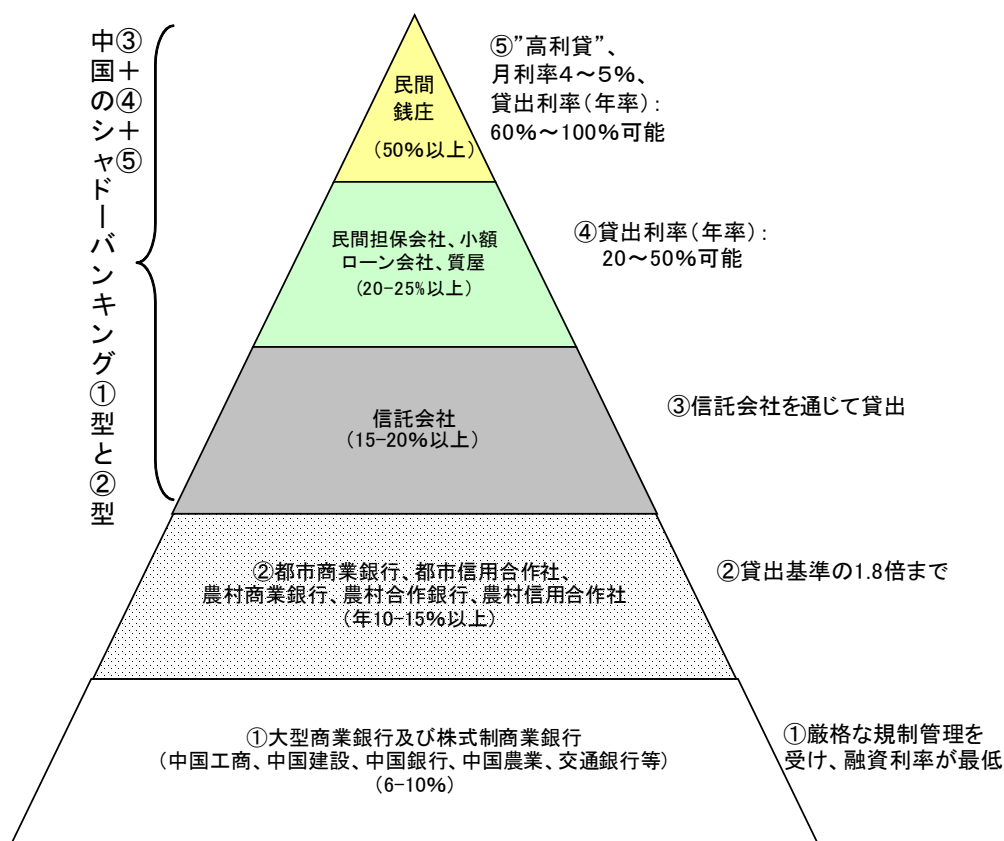 中国のシャドーバンキング①型と②型
③+④+⑤
民間
銭庄
（50%以上）
⑤”高利貸”、
月利率4～5%、
貸出利率（年率）：
60%～100%可能
民間担保会社、小額
ローン会社、質屋
（20-25%以上）
④貸出利率（年率）：
20～50%可能
信託会社
（15-20%以上）
③信託会社を通じて貸出
②都市商業銀行、都市信用合作社、
農村商業銀行、農村合作銀行、農村信用合作社
（年10-15%以上）
②貸出基準の1.8倍まで
①大型商業銀行及び株式制商業銀行
（中国工商、中国建設、中国銀行、中国農業、交通銀行等）
（6-10%）
①厳格な規制管理を
受け、融資利率が最低